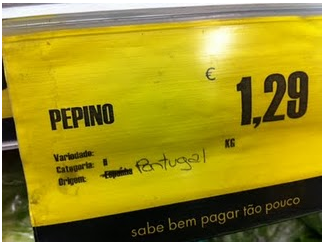 PEPINO € 1,29
KG
Variedade:
Categoria: II
Origem: Espanha Portugal
sabe bem pagar tão pouco